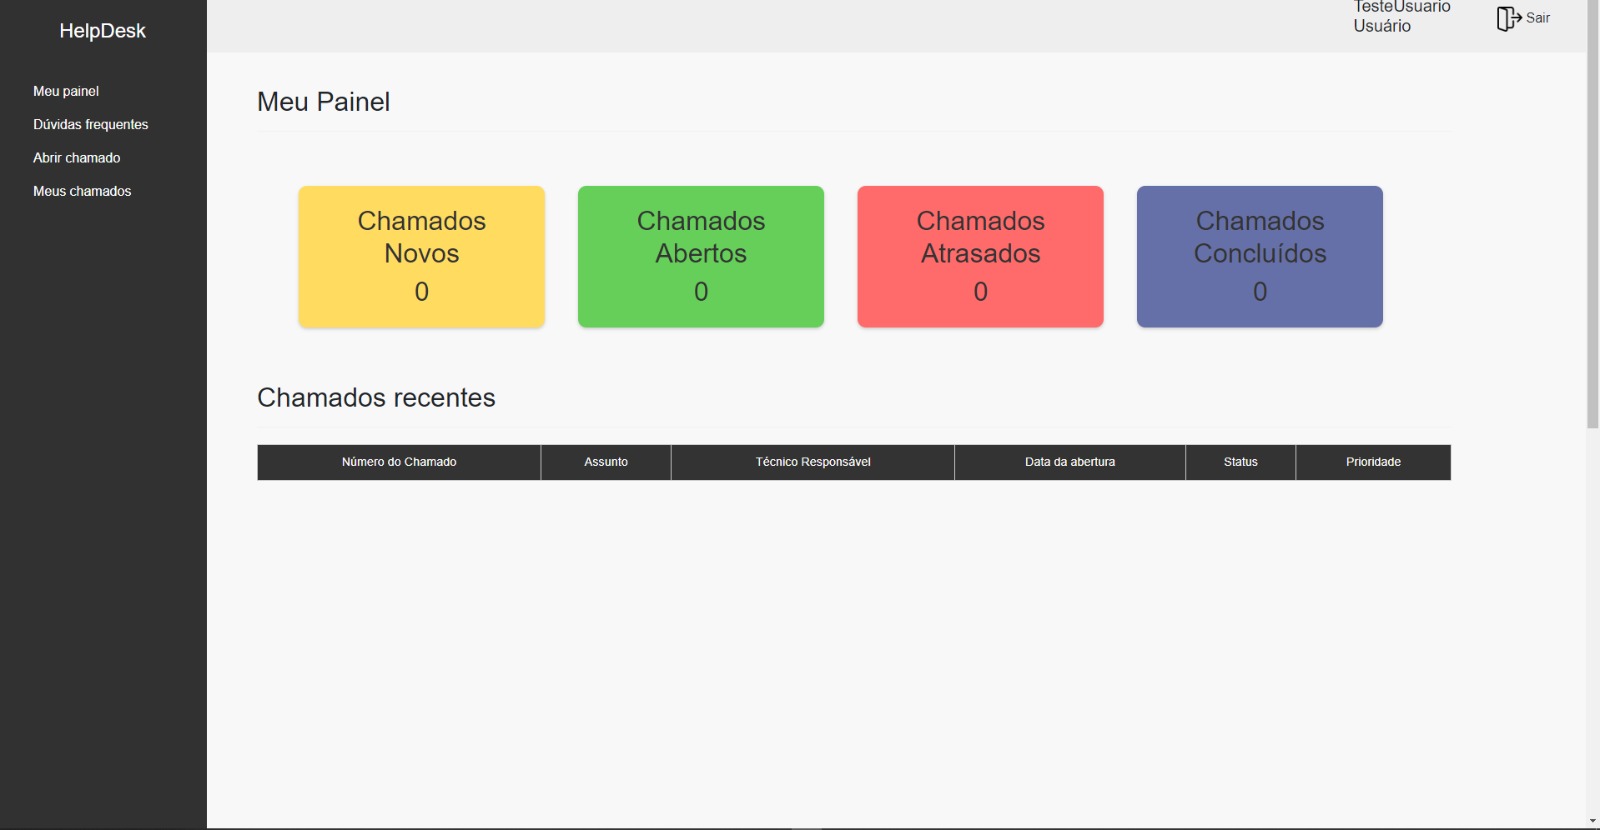 HelpDesk
Meu painel
Dúvidas frequentes
Abrir chamado
Meus chamados
TesteUsuario
Usuário
Sair
Meu Painel
Chamados
Novos
0
Chamados
Abertos
0
Chamados
Atrasados
0
Chamados
Concluídos
0
Chamados recentes
Número do Chamado
Assunto
Técnico Responsável
Data da abertura
Status
Prioridade